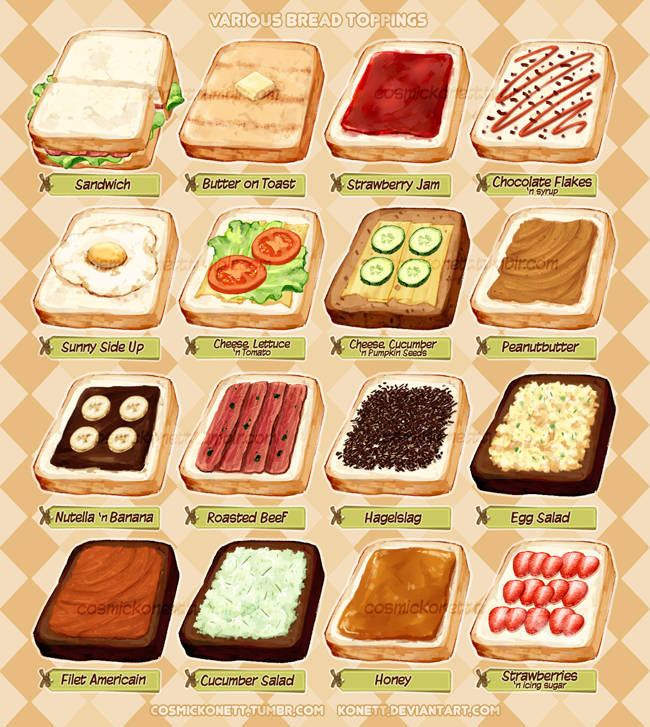 VARIOUS BREAD TOPPINGS
Sandwich
Butter on Toast
Strawberry Jam
Chocolate Flakes
'n syrup
Sunny Side Up
Cheese, Lettuce
'n Tomato
Cheese, Cucumber
'n Pumpkin Seeds
Peanutbutter
Nutella 'n Banana
Roasted Beef
Hagelslag
Egg Salad
Filet Americain
Cucumber Salad
Honey
Strawberries
'n icing sugar
COSMICKONETT-TUMBR.COM KONETT.DEVIANTART.COM